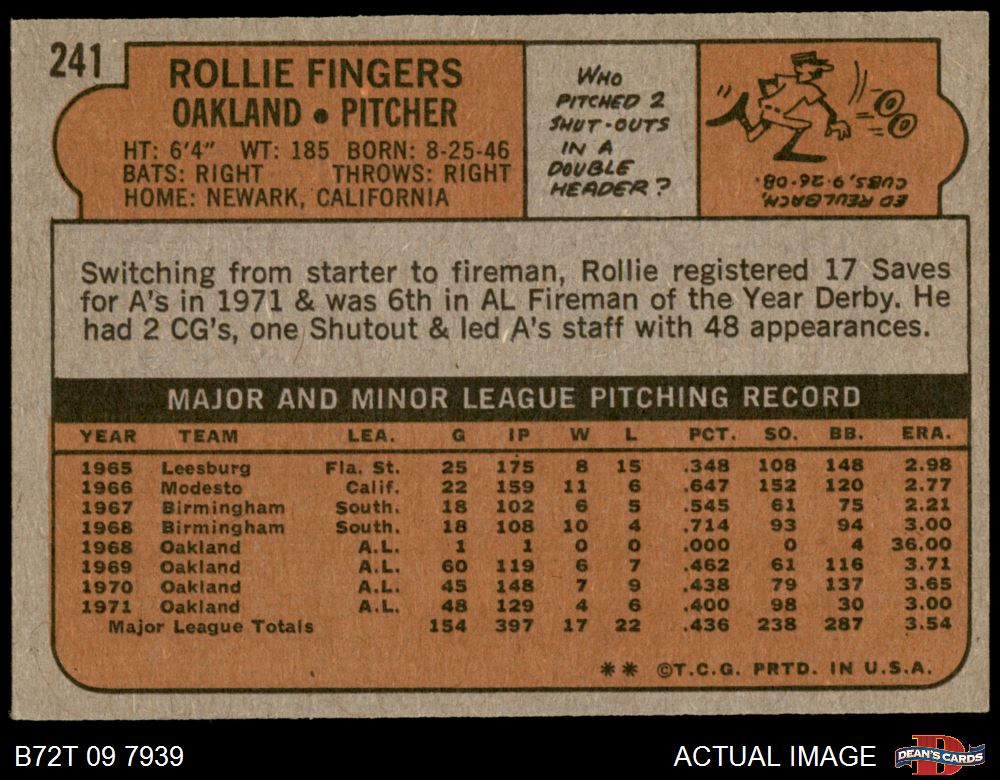 241
ROLLIE FINGERS
OAKLAND • PITCHER
HT: 6'4" WT: 185 BORN: 8-25-46
BATS: RIGHT THROWS: RIGHT
HOME: NEWARK, CALIFORNIA
WHO
PITCHED 2
SHUT-OUTS
IN A
DOUBLE
HEADER?
ED REULBACH,
CUBS, 9-26-08.
Switching from starter to fireman, Rollie registered 17 Saves
for A's in 1971 & was 6th in AL Fireman of the Year Derby. He
had 2 CG's, one Shutout & led A's staff with 48 appearances.
MAJOR AND MINOR LEAGUE PITCHING RECORD
YEAR TEAM LEA. G IP W L PCT. SO. BB. ERA.
1965 Leesburg Fla. St. 25 175 8 15 .348 108 148 2.98
1966 Modesto Calif. 22 159 11 6 .647 152 120 2.77
1967 Birmingham South. 18 102 6 5 .545 61 75 2.21
1968 Birmingham South. 18 108 10 4 .714 93 94 3.00
1968 Oakland A.L. 1 1 0 0 .000 0 4 36.00
1969 Oakland A.L. 60 119 6 7 .462 61 116 3.71
1970 Oakland A.L. 45 148 7 9 .438 79 137 3.65
1971 Oakland A.L. 48 129 4 6 .400 98 30 3.00
Major League Totals 154 397 17 22 .436 238 287 3.54
** ©T.C.G. PRTD. IN U.S.A.
B72T 09 7939
ACTUAL IMAGE
DEAN'S CARDS